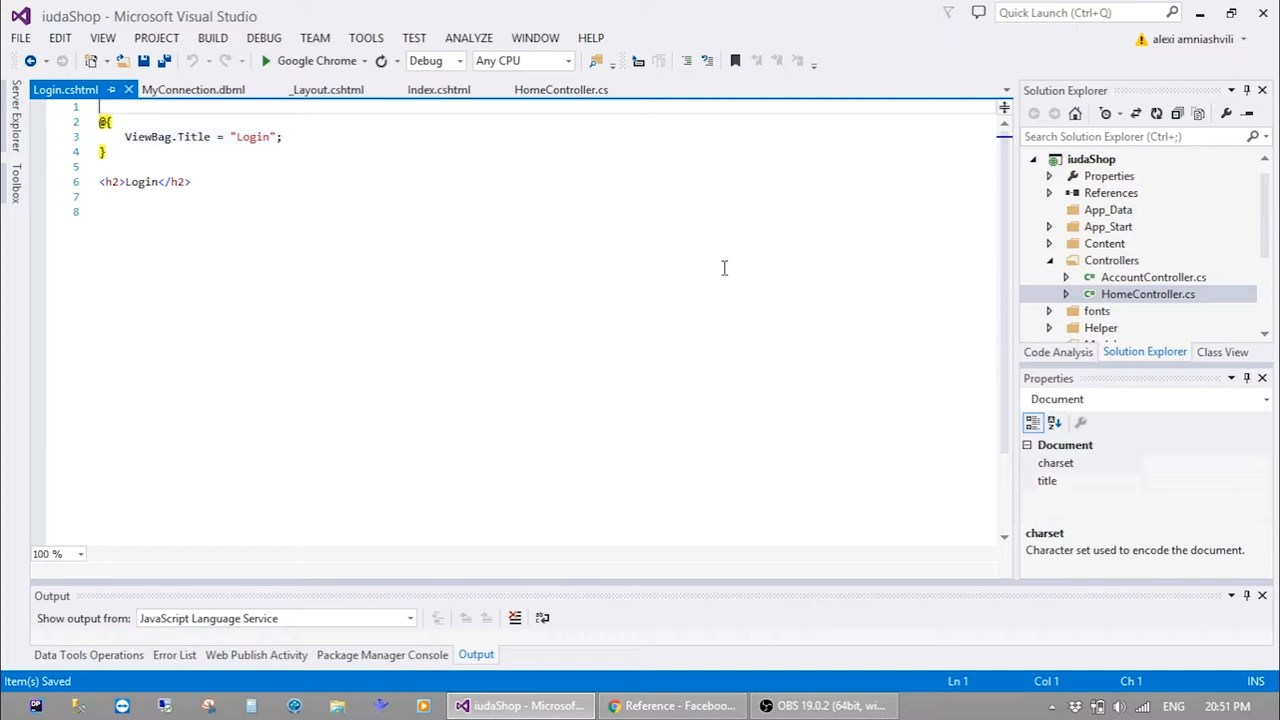 iudaShop - Microsoft Visual Studio
Quick Launch (Ctrl+Q)
FILE EDIT VIEW PROJECT BUILD DEBUG TEAM TOOLS TEST ANALYZE WINDOW HELP
alexi amniashvili
Google Chrome Debug Any CPU
Server Explorer
Toolbox
Login.cshtml MyConnection.dbml _Layout.cshtml Index.cshtml HomeController.cs
1
2 @{
3 ViewBag.Title = "Login";
4 }
5
6 <h2>Login</h2>
7
8
100 %
Solution Explorer
Search Solution Explorer (Ctrl+;)
iudaShop
Properties
References
App_Data
App_Start
Content
Controllers
AccountController.cs
HomeController.cs
fonts
Helper
Code Analysis Solution Explorer Class View
Properties
Document
Document
charset
title
charset
Character set used to encode the document.
Output
Show output from: JavaScript Language Service
Data Tools Operations Error List Web Publish Activity Package Manager Console Output
Item(s) Saved Ln 1 Col 1 Ch 1 INS
iudaShop - Microsof... Reference - Faceboo... OBS 19.0.2 (64bit, wi... ENG 20:51 PM